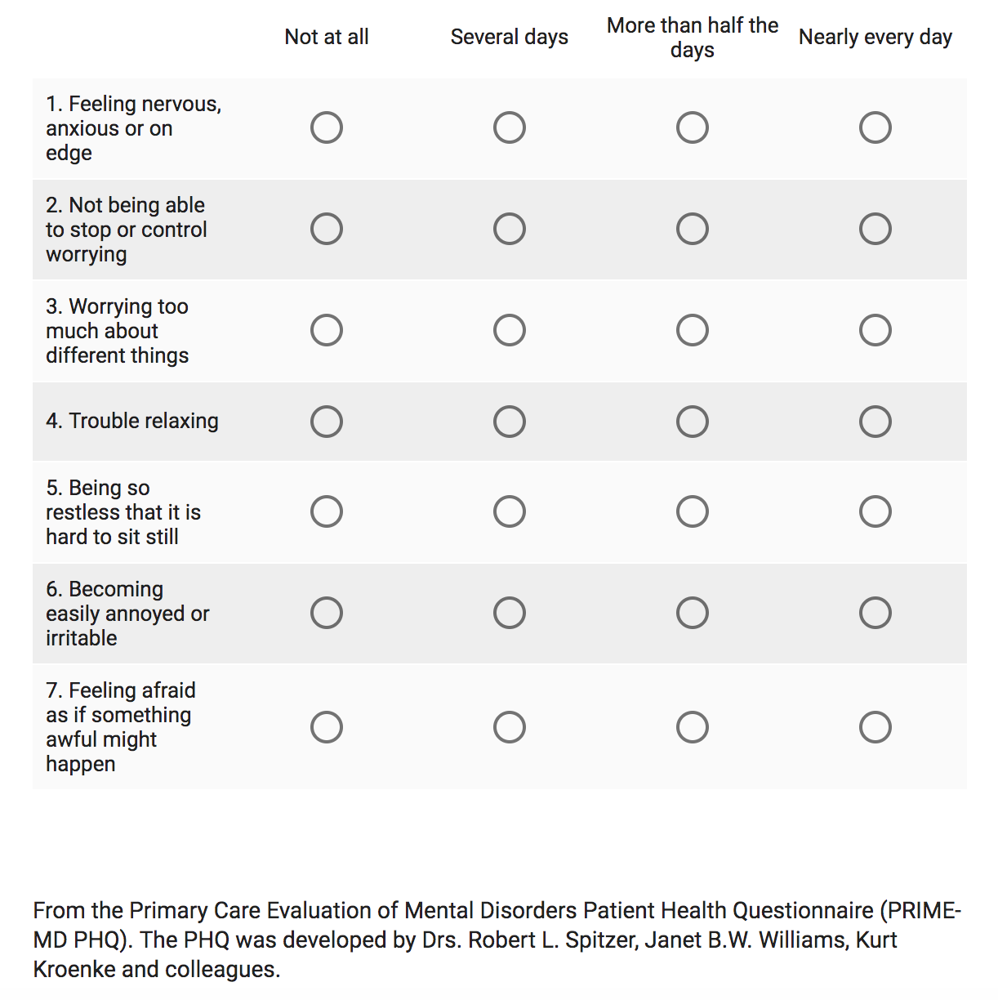 Not at all
Several days
More than half the
days
Nearly every day
1. Feeling nervous,
anxious or on
edge
2. Not being able
to stop or control
worrying
3. Worrying too
much about
different things
4. Trouble relaxing
5. Being so
restless that it is
hard to sit still
6. Becoming
easily annoyed or
irritable
7. Feeling afraid
as if something
awful might
happen
From the Primary Care Evaluation of Mental Disorders Patient Health Questionnaire (PRIME-
MD PHQ). The PHQ was developed by Drs. Robert L. Spitzer, Janet B.W. Williams, Kurt
Kroenke and colleagues.